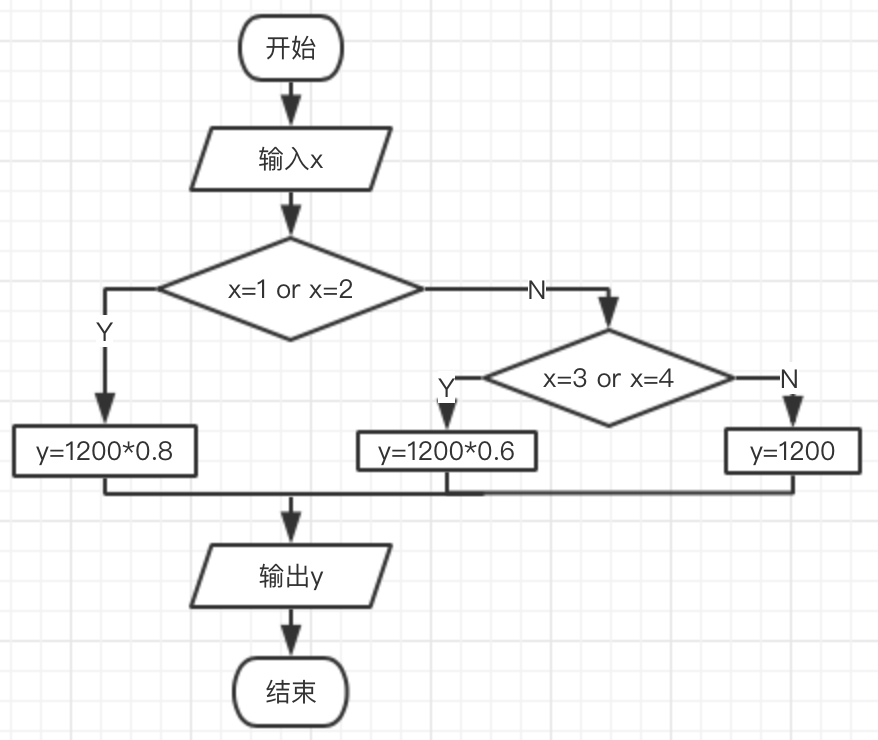 开始
输入x
x=1 or x=2
N
Y
x=3 or x=4
Y
N
y=1200*0.8
y=1200*0.6
y=1200
输出y
结束